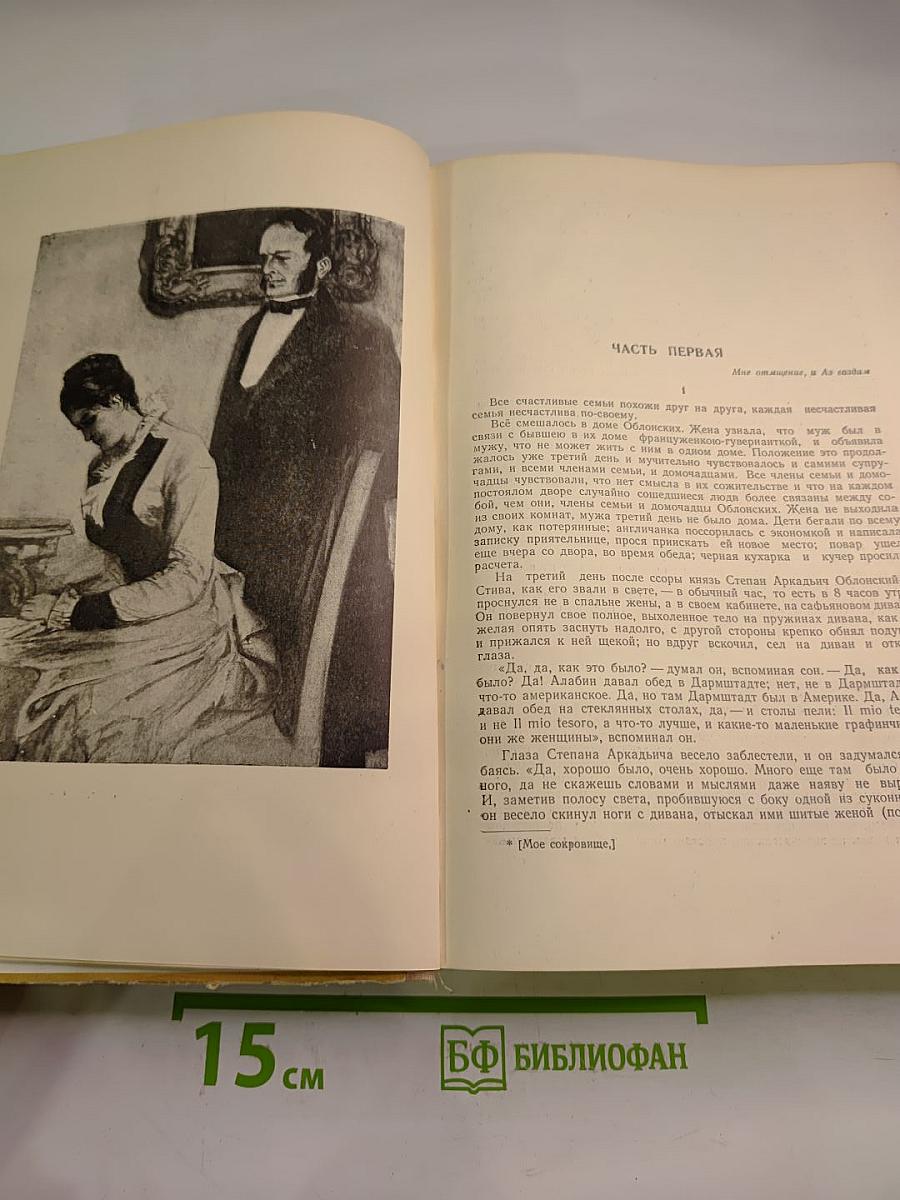 ЧАСТЬ ПЕРВАЯ
Мне отмщение, и Аз воздам
1
Все счастливые семьи похожи друг на друга, каждая несчастливая
семья несчастлива по-своему.
Всё смешалось в доме Облонских. Жена узнала, что муж был в
связи с бывшею в их доме француженкою-гувернанткой, и объявила
мужу, что не может жить с ним в одном доме. Положение это продол-
жалось уже третий день и мучительно чувствовалось и самими супру-
гами, и всеми членами семьи, и домочадцами. Все члены семьи и домо-
чадцы чувствовали, что нет смысла в их сожительстве и что на каждом
постоялом дворе случайно сошедшиеся люди более связаны между со-
бой, чем они, члены семьи и домочадцы Облонских. Жена не выходила
из своих комнат, мужа третий день не было дома. Дети бегали по всему
дому, как потерянные; англичанка поссорилась с экономкой и написала
записку приятельнице, прося приискать ей новое место; повар ушел
еще вчера со двора, во время обеда; черная кухарка и кучер просил
расчета.
На третий день после ссоры князь Степан Аркадьич Облонский
Стива, как его звали в свете, — в обычный час, то есть в 8 часов утр
проснулся не в спальне жены, а в своем кабинете, на сафьяновом дива
Он повернул свое полное, выхоленное тело на пружинах дивана, как
желая опять заснуть надолго, с другой стороны крепко обнял поду
и прижался к ней щекой; но вдруг вскочил, сел на диван и отк
глаза.
«Да, да, как это было? — думал он, вспоминая сон. — Да, как
было? Да! Алабин давал обед в Дармштадте; нет, не в Дармштад
что-то американское. Да, но там Дармштадт был в Америке. Да, А
давал обед на стеклянных столах, да, — и столы пели: Il mio te
и не Il mio tesoro, а что-то лучше, и какие-то маленькие графинчи
они же женщины», вспоминал он.
Глаза Степана Аркадьича весело заблестели, и он задумался
баясь. «Да, хорошо было, очень хорошо. Много еще там было
ного, да не скажешь словами и мыслями даже наяву не выр
И, заметив полосу света, пробившуюся с боку одной из суконн
он весело скинул ноги с дивана, отыскал ими шитые женой (по
* [Мое сокровище,]
15 см
БФ БИБЛИОФАН